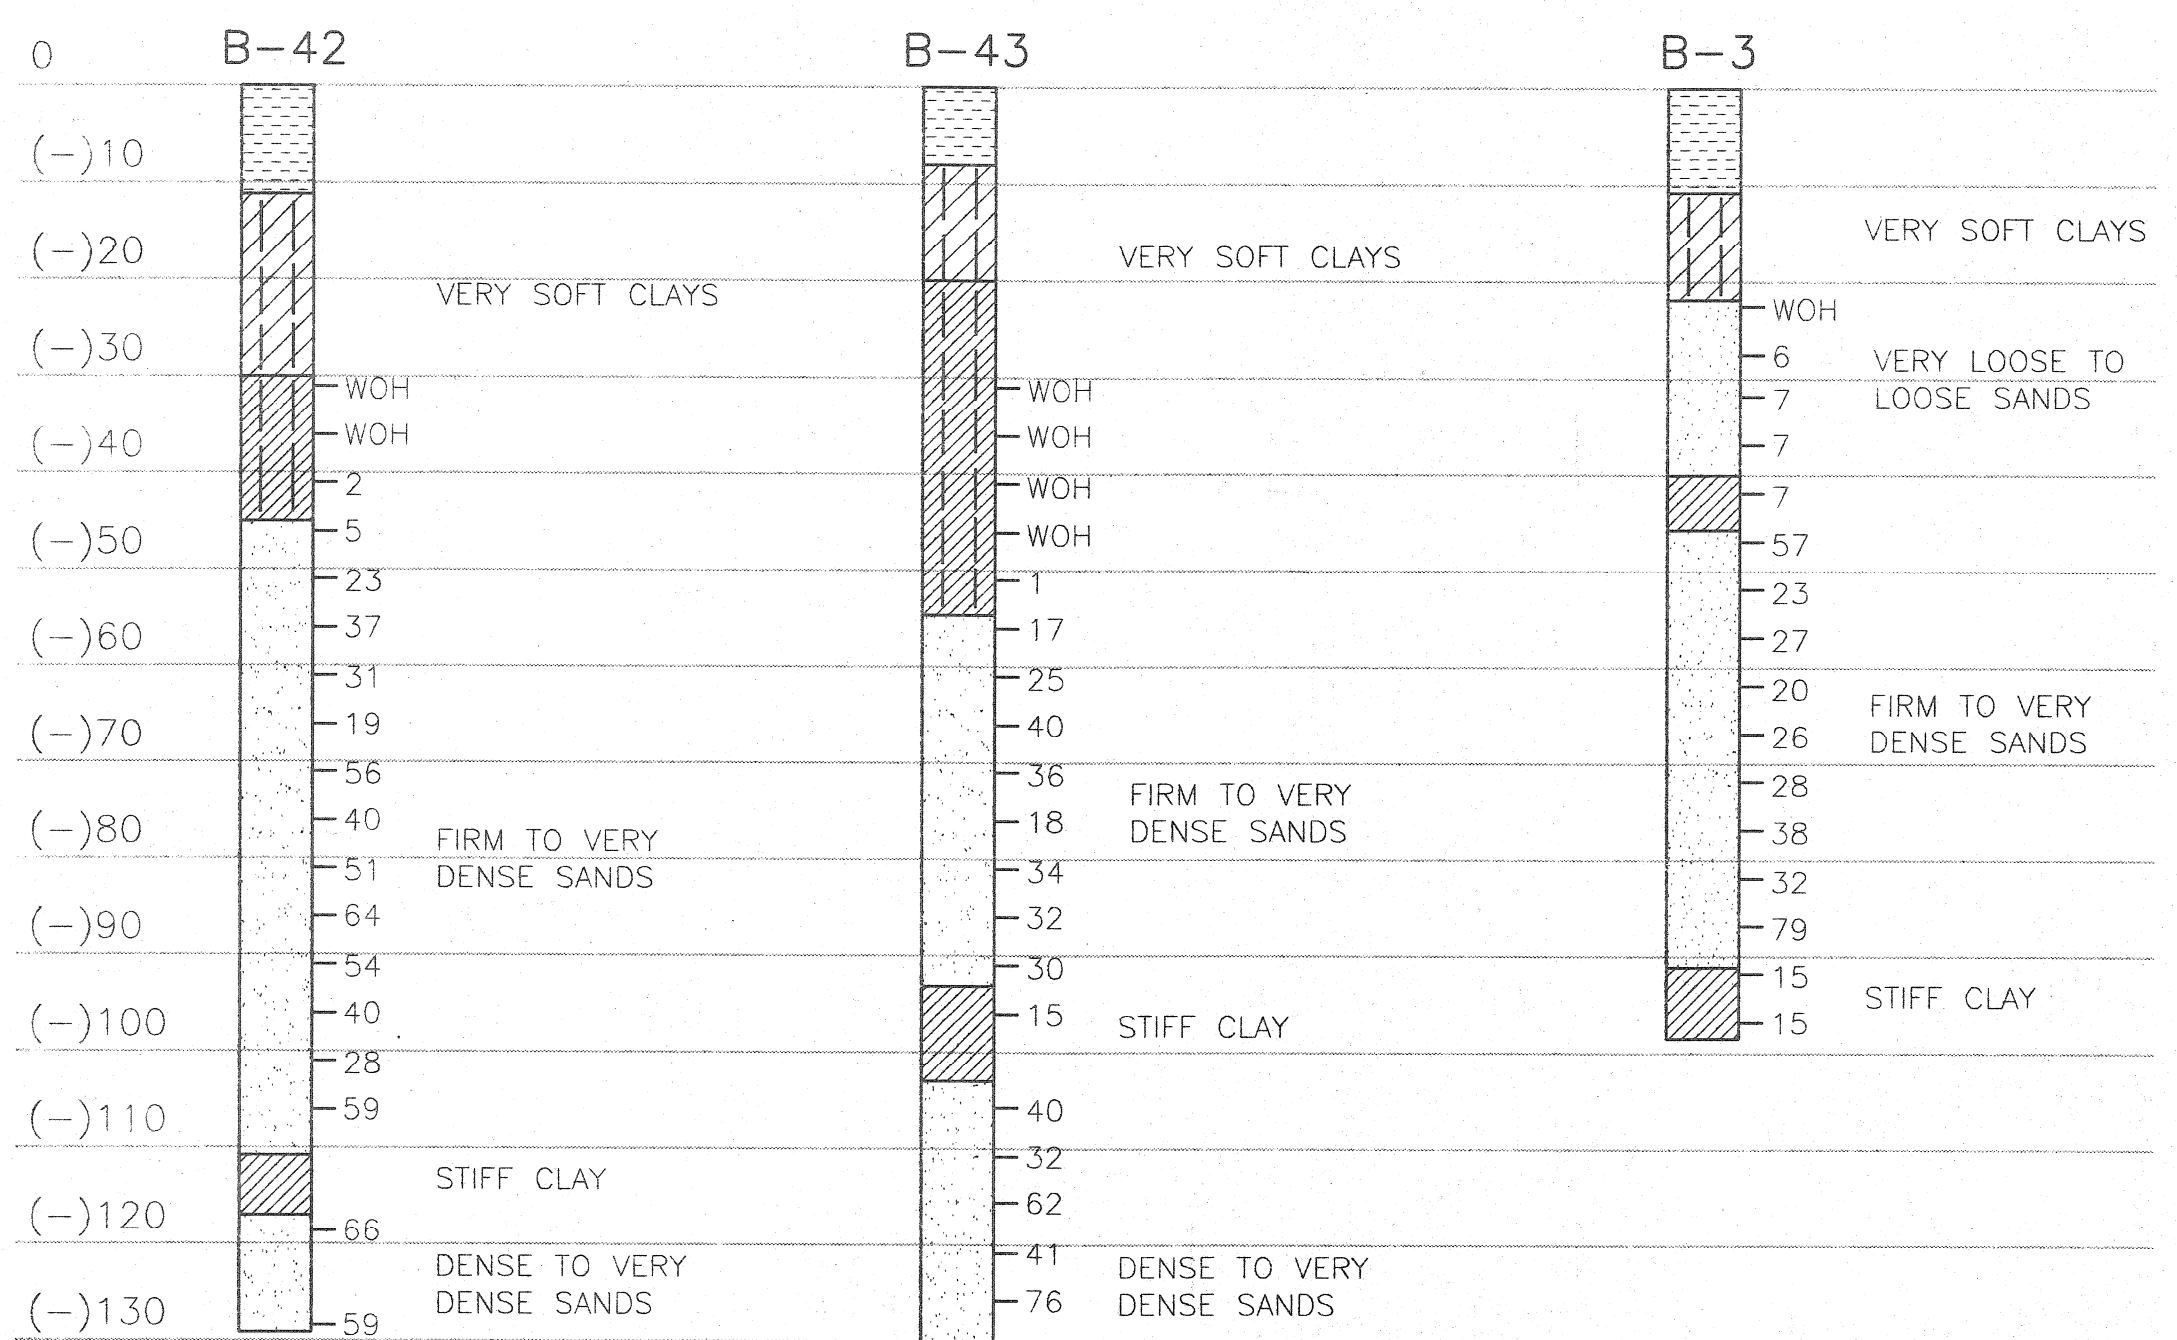 0 B-42 B-43 B-3
(-)10
VERY SOFT CLAYS
(-)20 VERY SOFT CLAYS
VERY SOFT CLAYS
WOH
(-)30
6 VERY LOOSE TO
WOH WOH 7 LOOSE SANDS
(-)40 WOH WOH 7
2 WOH 7
(-)50 5 WOH 57
23 1 23
(-)60 37 17 27
31 25 20 FIRM TO VERY
(-)70 19 40 26 DENSE SANDS
56 36 28
FIRM TO VERY
(-)80 40 18 DENSE SANDS 38
FIRM TO VERY
51 DENSE SANDS 34 32
(-)90 64 32 79
54 30 15
STIFF CLAY
(-)100 40 15 STIFF CLAY 15
28
(-)110 59 40
32
STIFF CLAY
(-)120 66 62
41
DENSE TO VERY DENSE TO VERY
DENSE SANDS 76 DENSE SANDS
(-)130 59